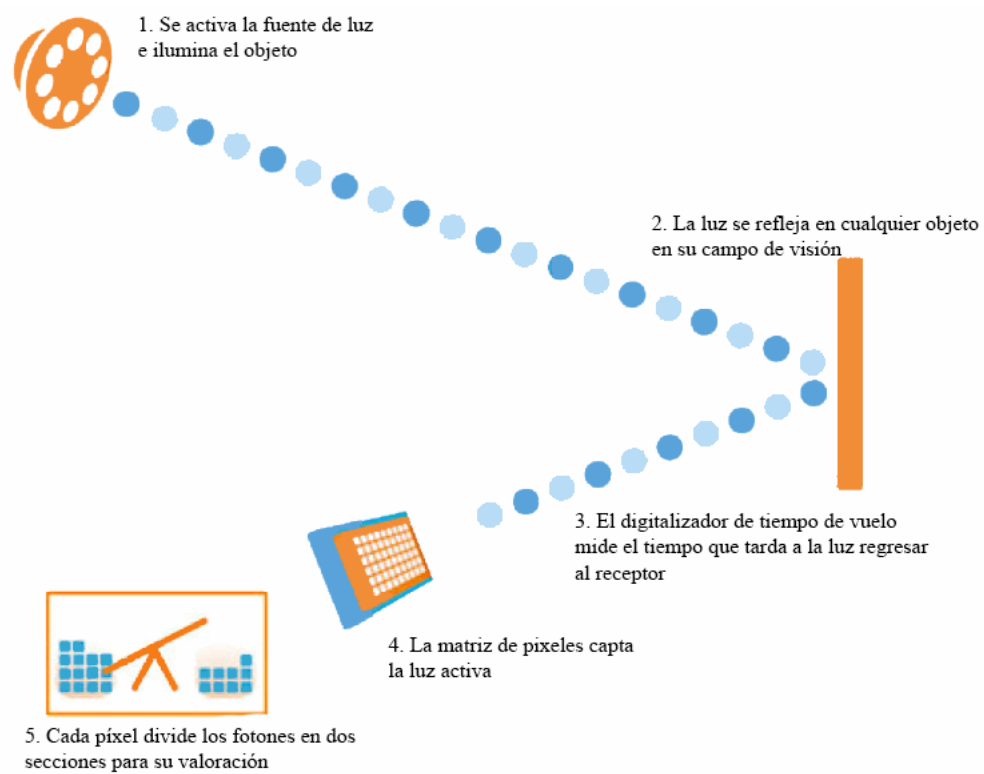 1. Se activa la fuente de luz
e ilumina el objeto
2. La luz se refleja en cualquier objeto
en su campo de visión
3. El digitalizador de tiempo de vuelo
mide el tiempo que tarda a la luz regresar
al receptor
4. La matriz de pixeles capta
la luz activa
5. Cada píxel divide los fotones en dos
secciones para su valoración